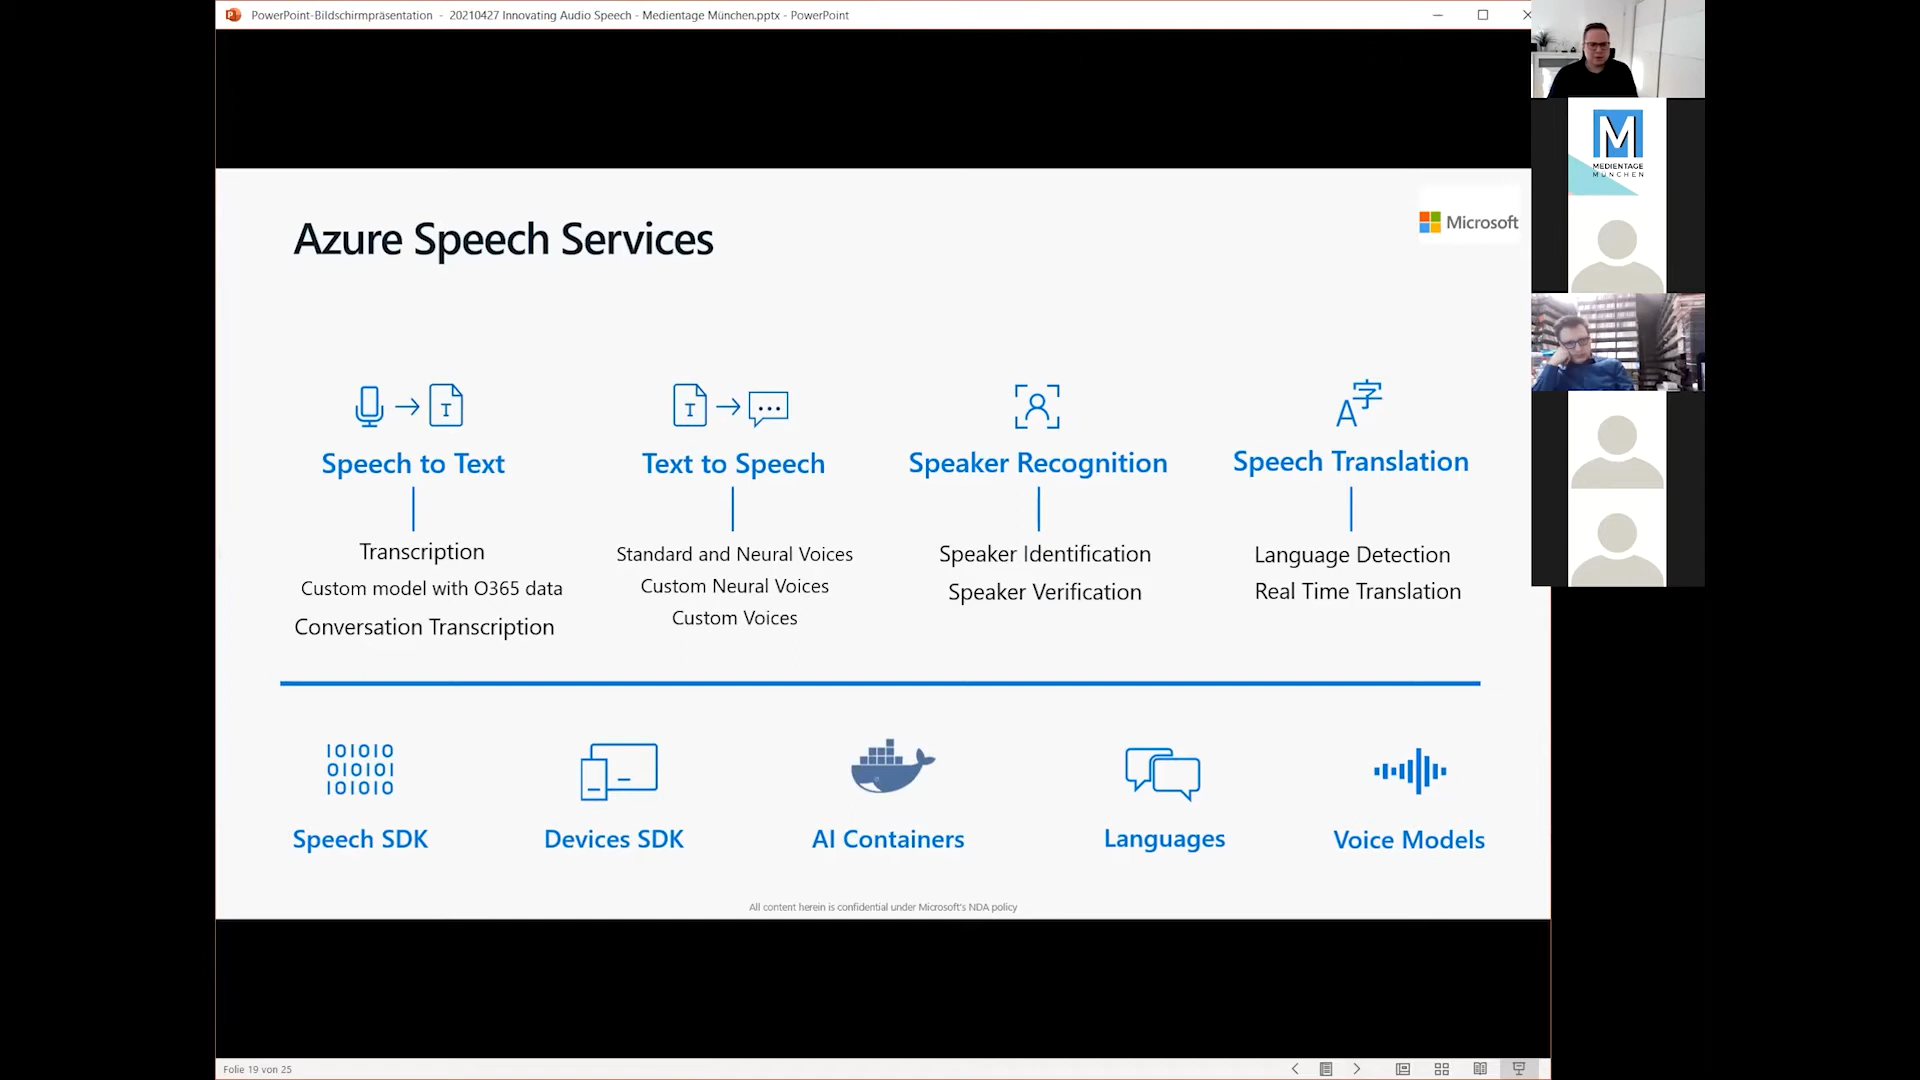 PowerPoint-Bildschirmpräsentation - 20210427 Innovating Audio Speech - Medientage München.pptx - PowerPoint
M
MEDIENTAGE
MÜNCHEN
Azure Speech Services
Microsoft
T
T
A字
Speech to Text
Text to Speech
Speaker Recognition
Speech Translation
Transcription
Custom model with O365 data
Conversation Transcription
Standard and Neural Voices
Custom Neural Voices
Custom Voices
Speaker Identification
Speaker Verification
Language Detection
Real Time Translation
101010
010101
101010
Speech SDK
Devices SDK
AI Containers
Languages
Voice Models
All content herein is confidential under Microsoft's NDA policy
Folie 19 von 25